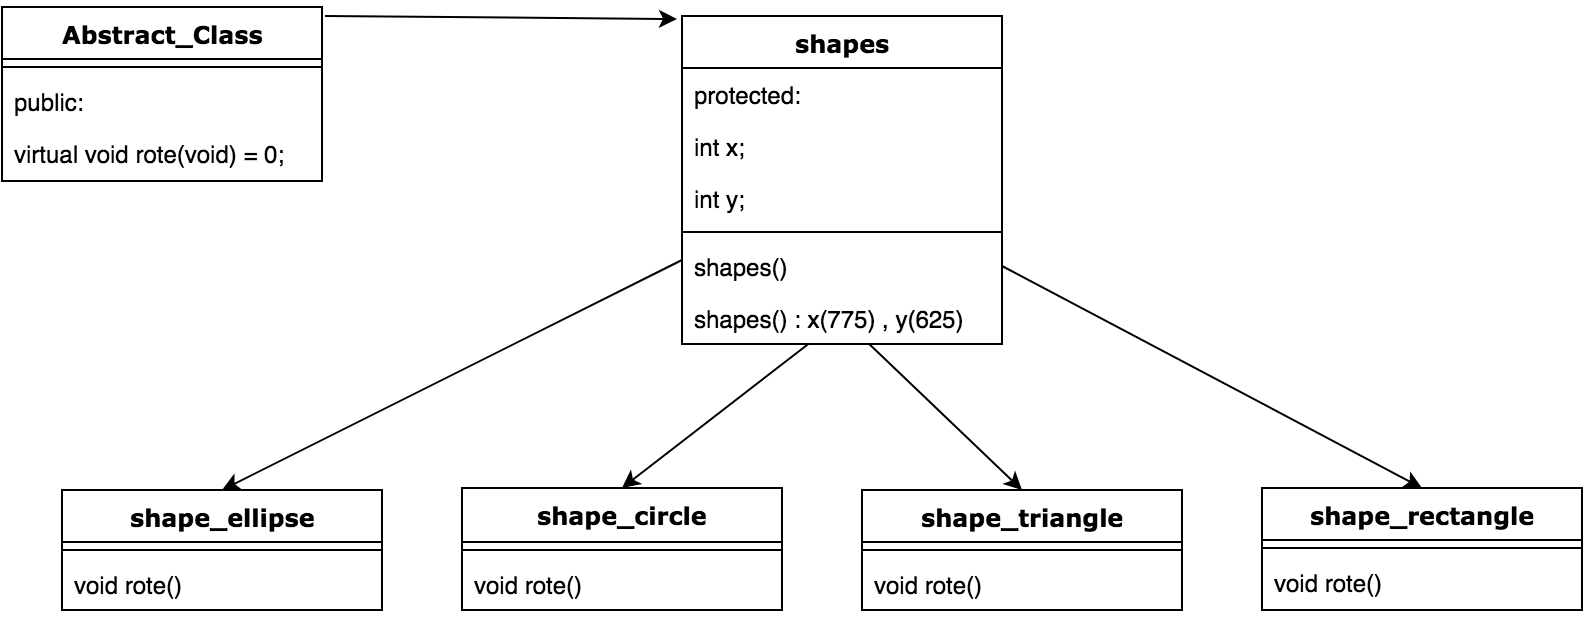 Abstract_Class
public:
virtual void rote(void) = 0;
shapes
protected:
int x;
int y;
shapes()
shapes() : x(775) , y(625)
shape_ellipse
void rote()
shape_circle
void rote()
shape_triangle
void rote()
shape_rectangle
void rote()